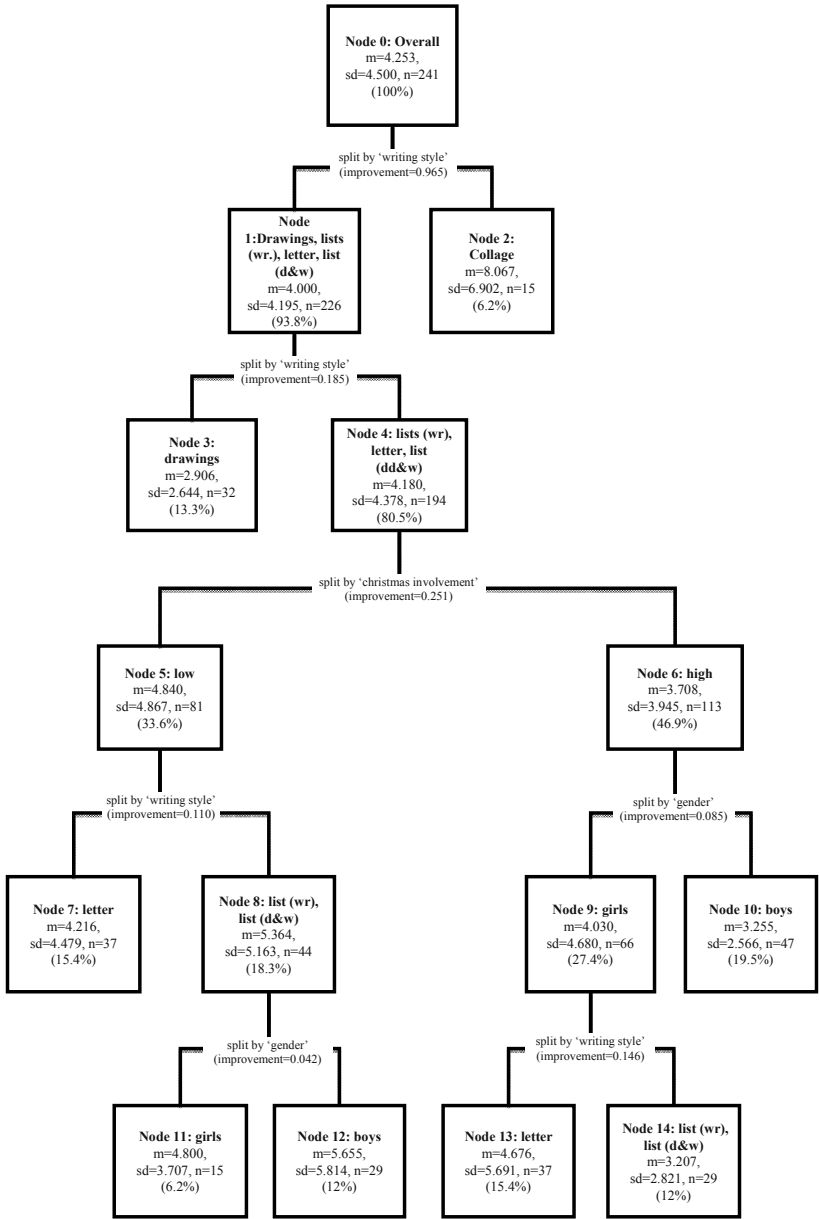 Node 0: Overall
m=4.253,
sd=4.500, n=241
(100%)
split by ‘writing style’
(improvement=0.965)
Node
1:Drawings, lists
(wr.), letter, list
(d&w)
m=4.000,
sd=4.195, n=226
(93.8%)
Node 2:
Collage
m=8.067,
sd=6.902, n=15
(6.2%)
split by ‘writing style’
(improvement=0.185)
Node 3:
drawings
m=2.906,
sd=2.644, n=32
(13.3%)
Node 4: lists (wr),
letter, list
(dd&w)
m=4.180,
sd=4.378, n=194
(80.5%)
split by ‘christmas involvement’
(improvement=0.251)
Node 5: low
m=4.840,
sd=4.867, n=81
(33.6%)
Node 6: high
m=3.708,
sd=3.945, n=113
(46.9%)
split by ‘writing style’
(improvement=0.110)
split by ‘gender’
(improvement=0.085)
Node 7: letter
m=4.216,
sd=4.479, n=37
(15.4%)
Node 8: list (wr),
list (d&w)
m=5.364,
sd=5.163, n=44
(18.3%)
Node 9: girls
m=4.030,
sd=4.680, n=66
(27.4%)
Node 10: boys
m=3.255,
sd=2.566, n=47
(19.5%)
split by ‘gender’
(improvement=0.042)
split by ‘writing style’
(improvement=0.146)
Node 11: girls
m=4.800,
sd=3.707, n=15
(6.2%)
Node 12: boys
m=5.655,
sd=5.814, n=29
(12%)
Node 13: letter
m=4.676,
sd=5.691, n=37
(15.4%)
Node 14: list (wr),
list (d&w)
m=3.207,
sd=2.821, n=29
(12%)